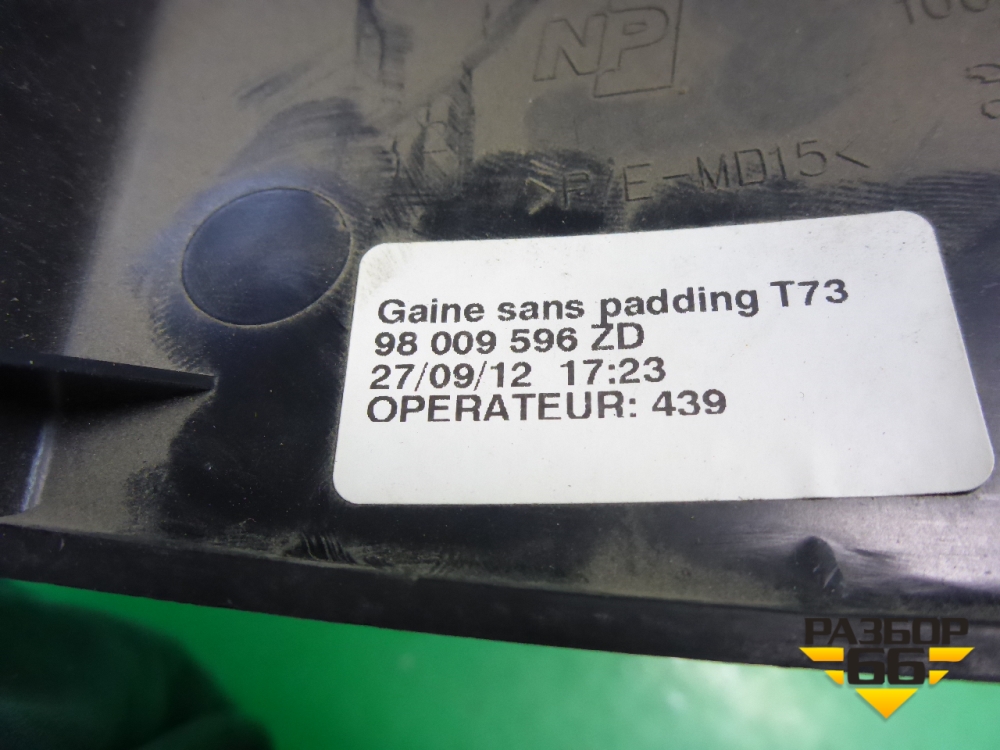 NP
>P/E-MD15<
Gaine sans padding T73
98 009 596 ZD
27/09/12 17:23
OPERATEUR: 439
РАЗБОР
66